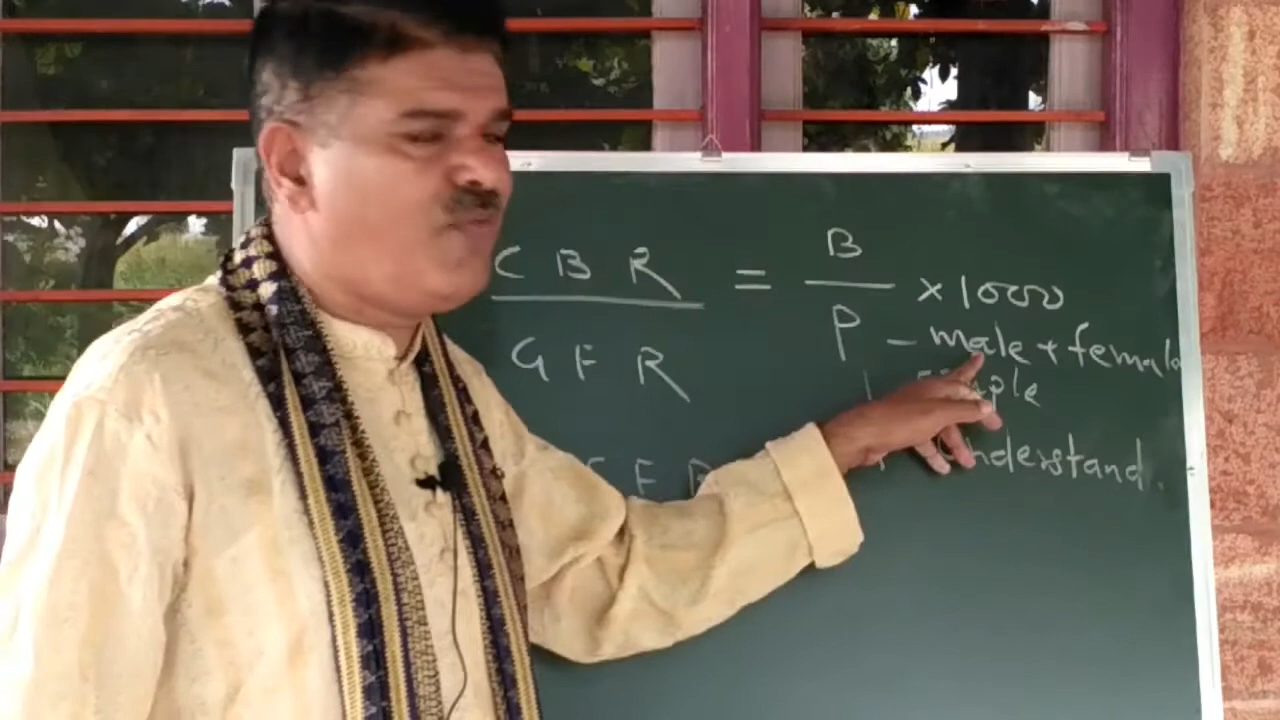 CBR = B/P × 1000
P – male + female
GFR simple
understand.